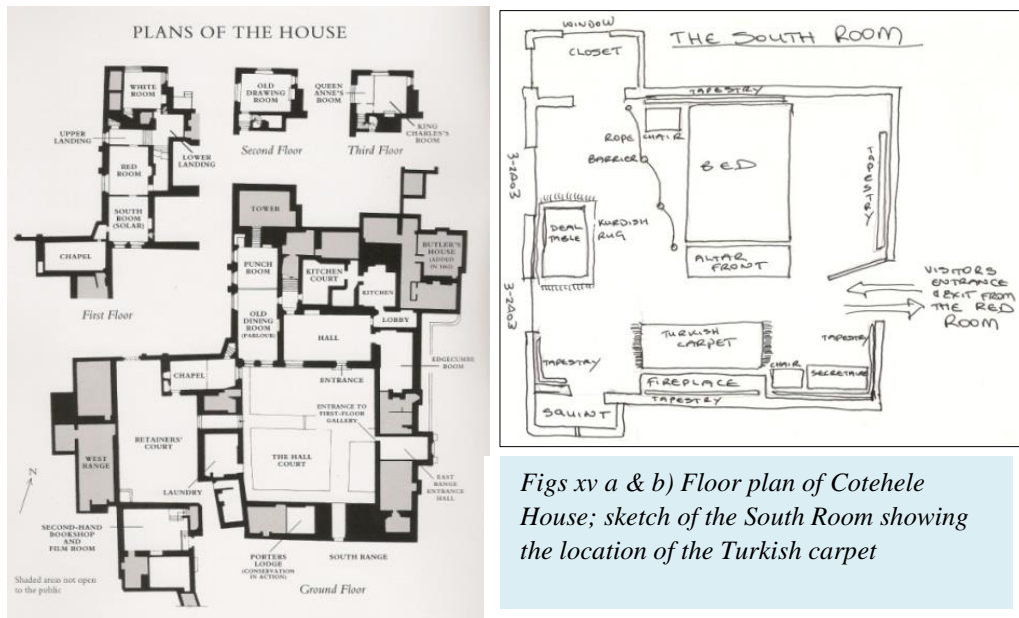 PLANS OF THE HOUSE
WHITE
ROOM
UPPER
LANDING
LOWER
LANDING
RED
ROOM
SOUTH
ROOM
(SOLAR)
CHAPEL
First Floor
OLD
DRAWING
ROOM
Second Floor
QUEEN
ANNE'S
ROOM
KING
CHARLES'S
ROOM
Third Floor
TOWER
PUNCH
ROOM
KITCHEN
COURT
KITCHEN
BUTLER'S
HOUSE
(ADDED
IN 1862)
OLD
DINING
ROOM
(PARLOUR)
HALL
LOBBY
EDGECUMBE
ROOM
CHAPEL
ENTRANCE
ENTRANCE TO
FIRST-FLOOR
GALLERY
RETAINERS'
COURT
WEST
RANGE
THE HALL
COURT
LAUNDRY
EAST
RANGE
ENTRANCE
HALL
N
SECOND-HAND
BOOKSHOP
AND
FILM ROOM
PORTERS
LODGE
(CONSERVATION
IN ACTION)
SOUTH RANGE
Shaded areas not open
to the public
Ground Floor
THE SOUTH ROOM
WINDOW
CLOSET
TAPESTRY
ROPE
BARRIER
CHAIR
BED
TAPESTRY
DEAL
TABLE
KURDISH
RUG
ALTAR
FRONT
VISITORS
ENTRANCE
& EXIT FROM
THE RED
ROOM
TURKISH
CARPET
TAPESTRY
TAPESTRY
CHAIR
SECRETAIRE
FIREPLACE
TAPESTRY
SQUINT
Figs xv a & b) Floor plan of Cotehele
House; sketch of the South Room showing
the location of the Turkish carpet